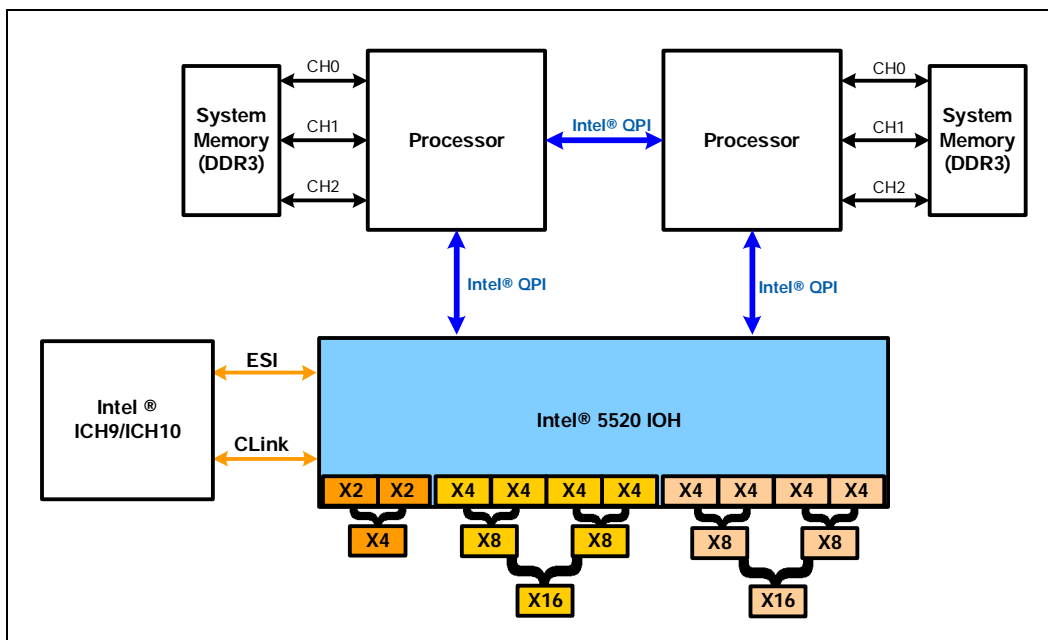 System
Memory
(DDR3)
CH0
CH1
CH2
Processor
Intel® QPI
Processor
CH0
CH1
CH2
System
Memory
(DDR3)
Intel® QPI
Intel® QPI
Intel ®
ICH9/ICH10
ESI
CLink
Intel® 5520 IOH
X2 X2 X4 X4 X4 X4 X4 X4 X4 X4
X4 X8 X8 X8 X8
X16 X16